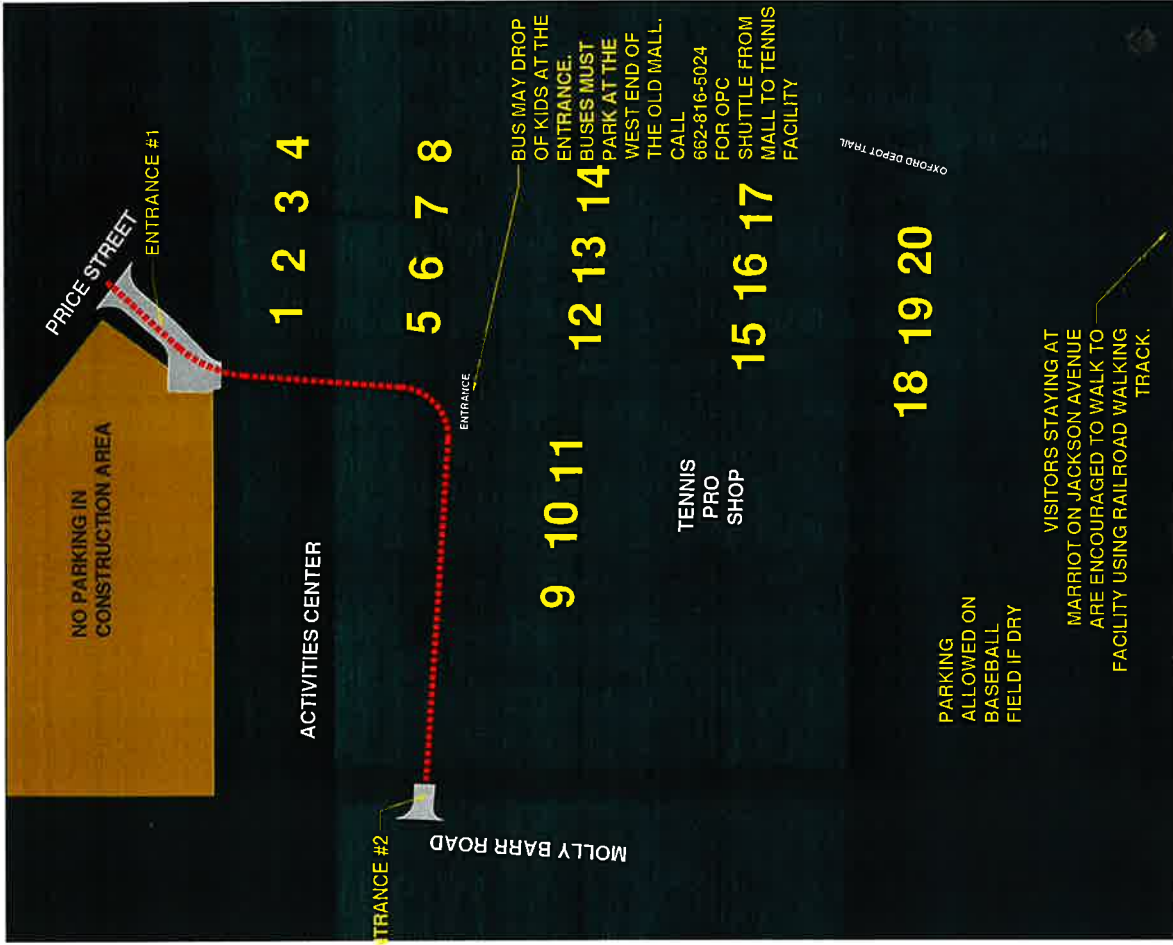 PRICE STREET
ENTRANCE #1
NO PARKING IN
CONSTRUCTION AREA
1 2 3 4
ACTIVITIES CENTER
5 6 7 8
ENTRANCE
BUS MAY DROP
OF KIDS AT THE
ENTRANCE.
BUSES MUST
PARK AT THE
WEST END OF
THE OLD MALL.
CALL
662-816-5024
FOR OPC
SHUTTLE FROM
MALL TO TENNIS
FACILITY
TRANCE #2
MOLLY BARR ROAD
9 10 11
12 13 14
TENNIS
PRO
SHOP
15 16 17
OXFORD DEPOT TRAIL
18 19 20
PARKING
ALLOWED ON
BASEBALL
FIELD IF DRY
VISITORS STAYING AT
MARRIOT ON JACKSON AVENUE
ARE ENCOURAGED TO WALK TO
FACILITY USING RAILROAD WALKING
TRACK.